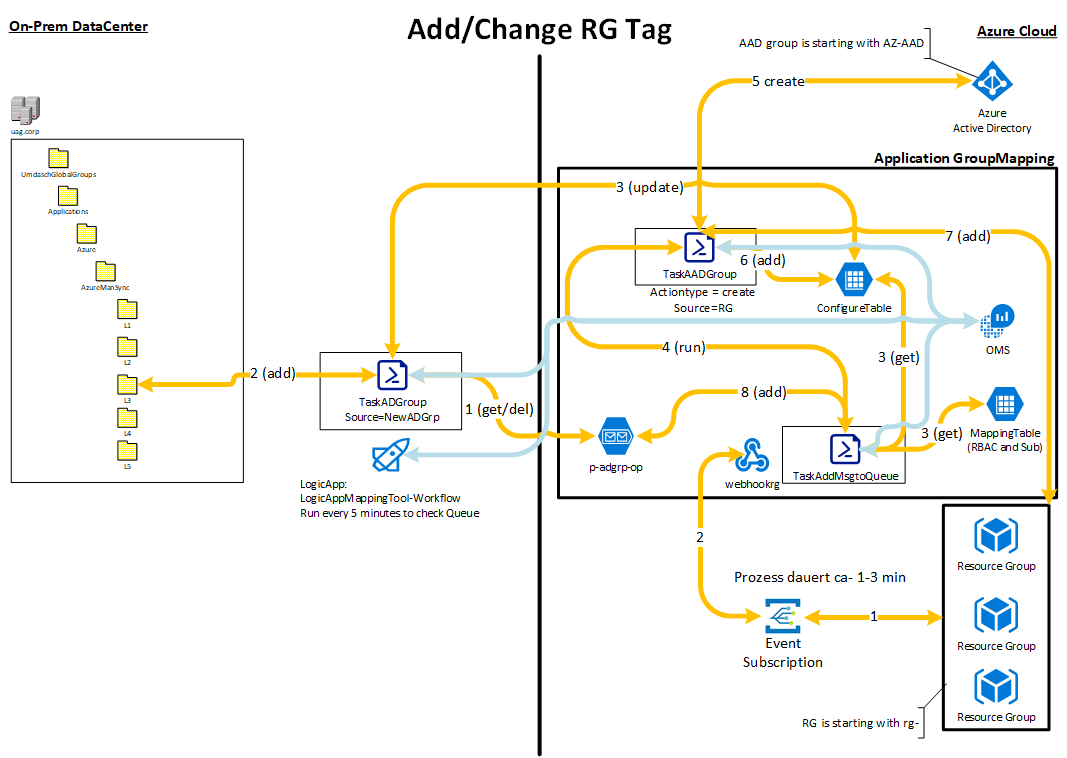 On-Prem DataCenter
Add/Change RG Tag
Azure Cloud
AAD group is starting with AZ-AAD
5 create
Azure
Active Directory
uag.corp
Application GroupMapping
UmdaschGlobalGroups
Applications
Azure
AzureManSync
L1
L2
L3
L4
L5
3 (update)
7 (add)
6 (add)
TaskAADGroup
Actiontype = create
Source=RG
ConfigureTable
OMS
4 (run)
3 (get)
2 (add)
TaskADGroup
Source=NewADGrp
1 (get/del)
8 (add)
3 (get)
MappingTable
(RBAC and Sub)
p-adgrp-op
webhookrg
TaskAddMsgtoQueue
LogicApp:
LogicAppMappingTool-Workflow
Run every 5 minutes to check Queue
2
Prozess dauert ca- 1-3 min
1
Event
Subscription
Resource Group
Resource Group
Resource Group
RG is starting with rg-